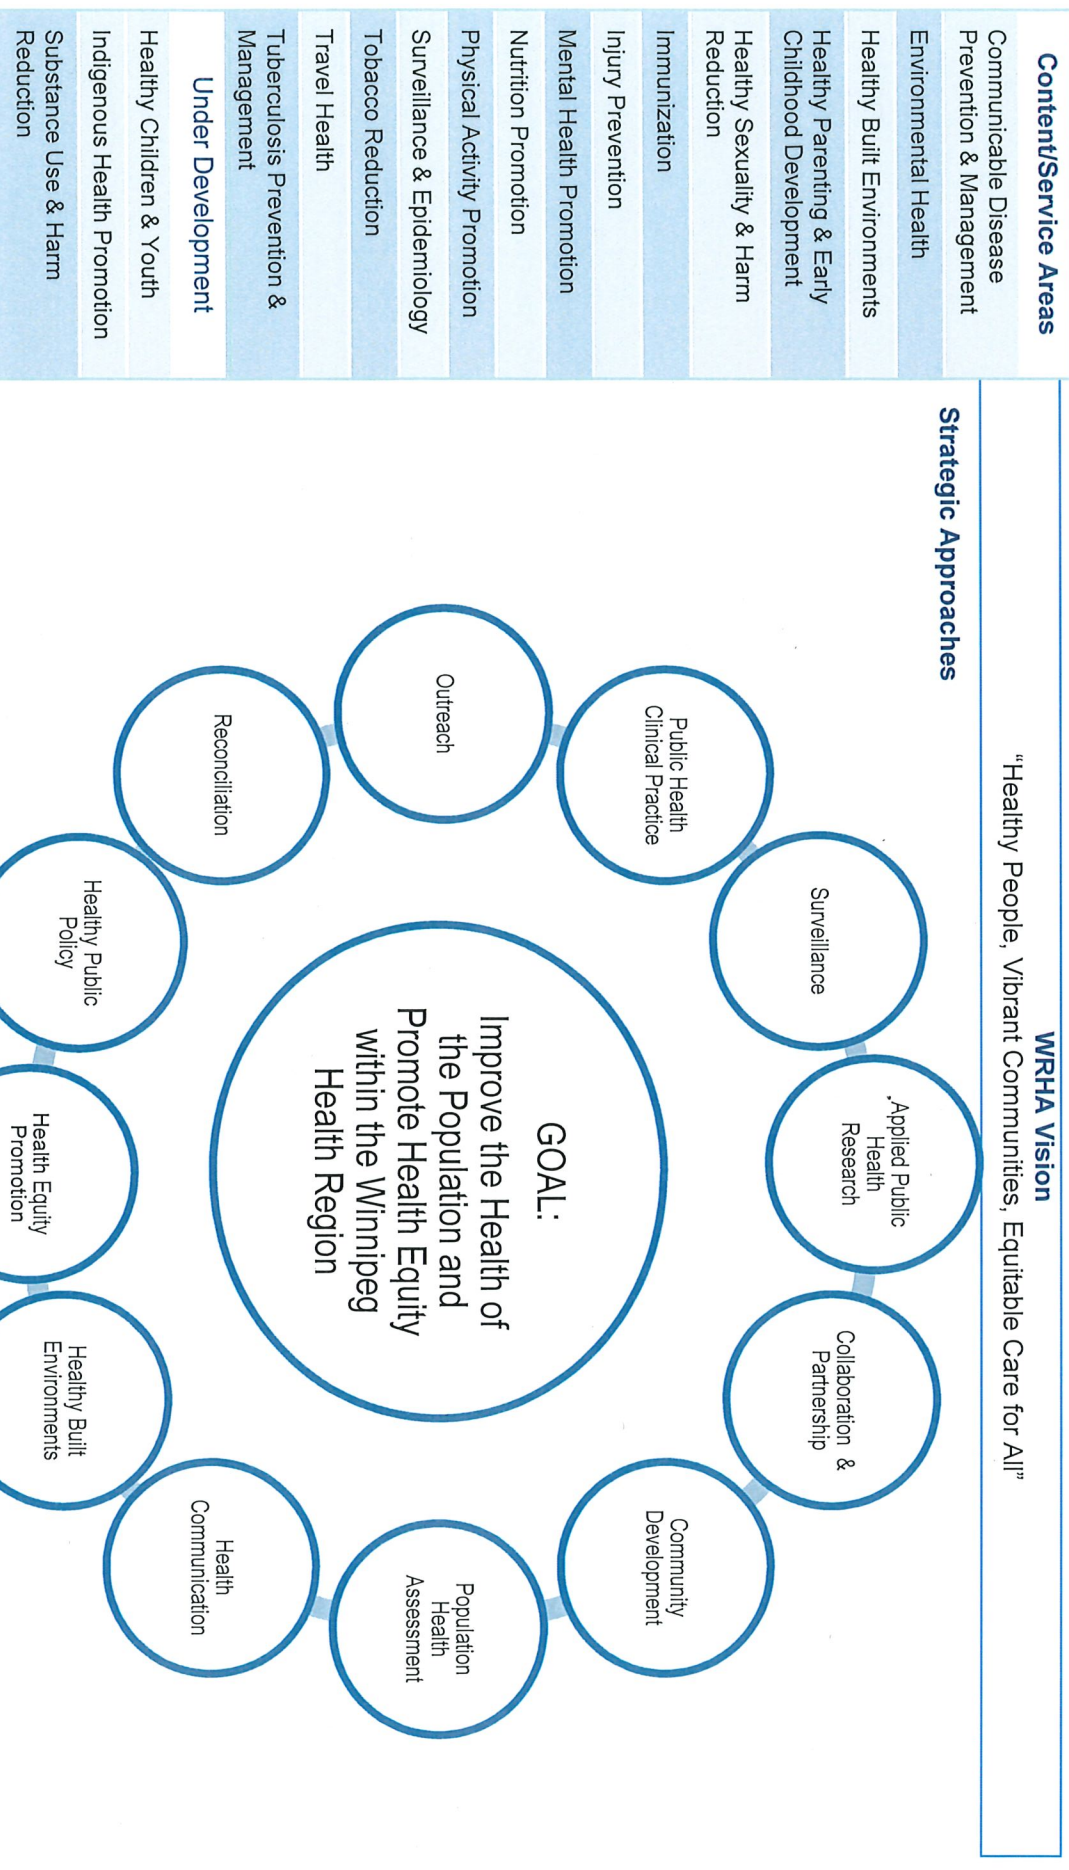 Content/Service Areas
Communicable Disease
Prevention & Management
Environmental Health
Healthy Built Environments
Healthy Parenting & Early
Childhood Development
Healthy Sexuality & Harm
Reduction
Immunization
Injury Prevention
Mental Health Promotion
Nutrition Promotion
Physical Activity Promotion
Surveillance & Epidemiology
Tobacco Reduction
Travel Health
Tuberculosis Prevention &
Management
Under Development
Healthy Children & Youth
Indigenous Health Promotion
Substance Use & Harm
Reduction
WRHA Vision
“Healthy People, Vibrant Communities, Equitable Care for All”
Strategic Approaches
Applied Public
Health
Research
Collaboration &
Partnership
Community
Development
Population
Health
Assessment
Health
Communication
Healthy Built
Environments
Health Equity
Promotion
Healthy Public
Policy
Reconciliation
Outreach
Public Health
Clinical Practice
Surveillance
GOAL:
Improve the Health of
the Population and
Promote Health Equity
within the Winnipeg
Health Region